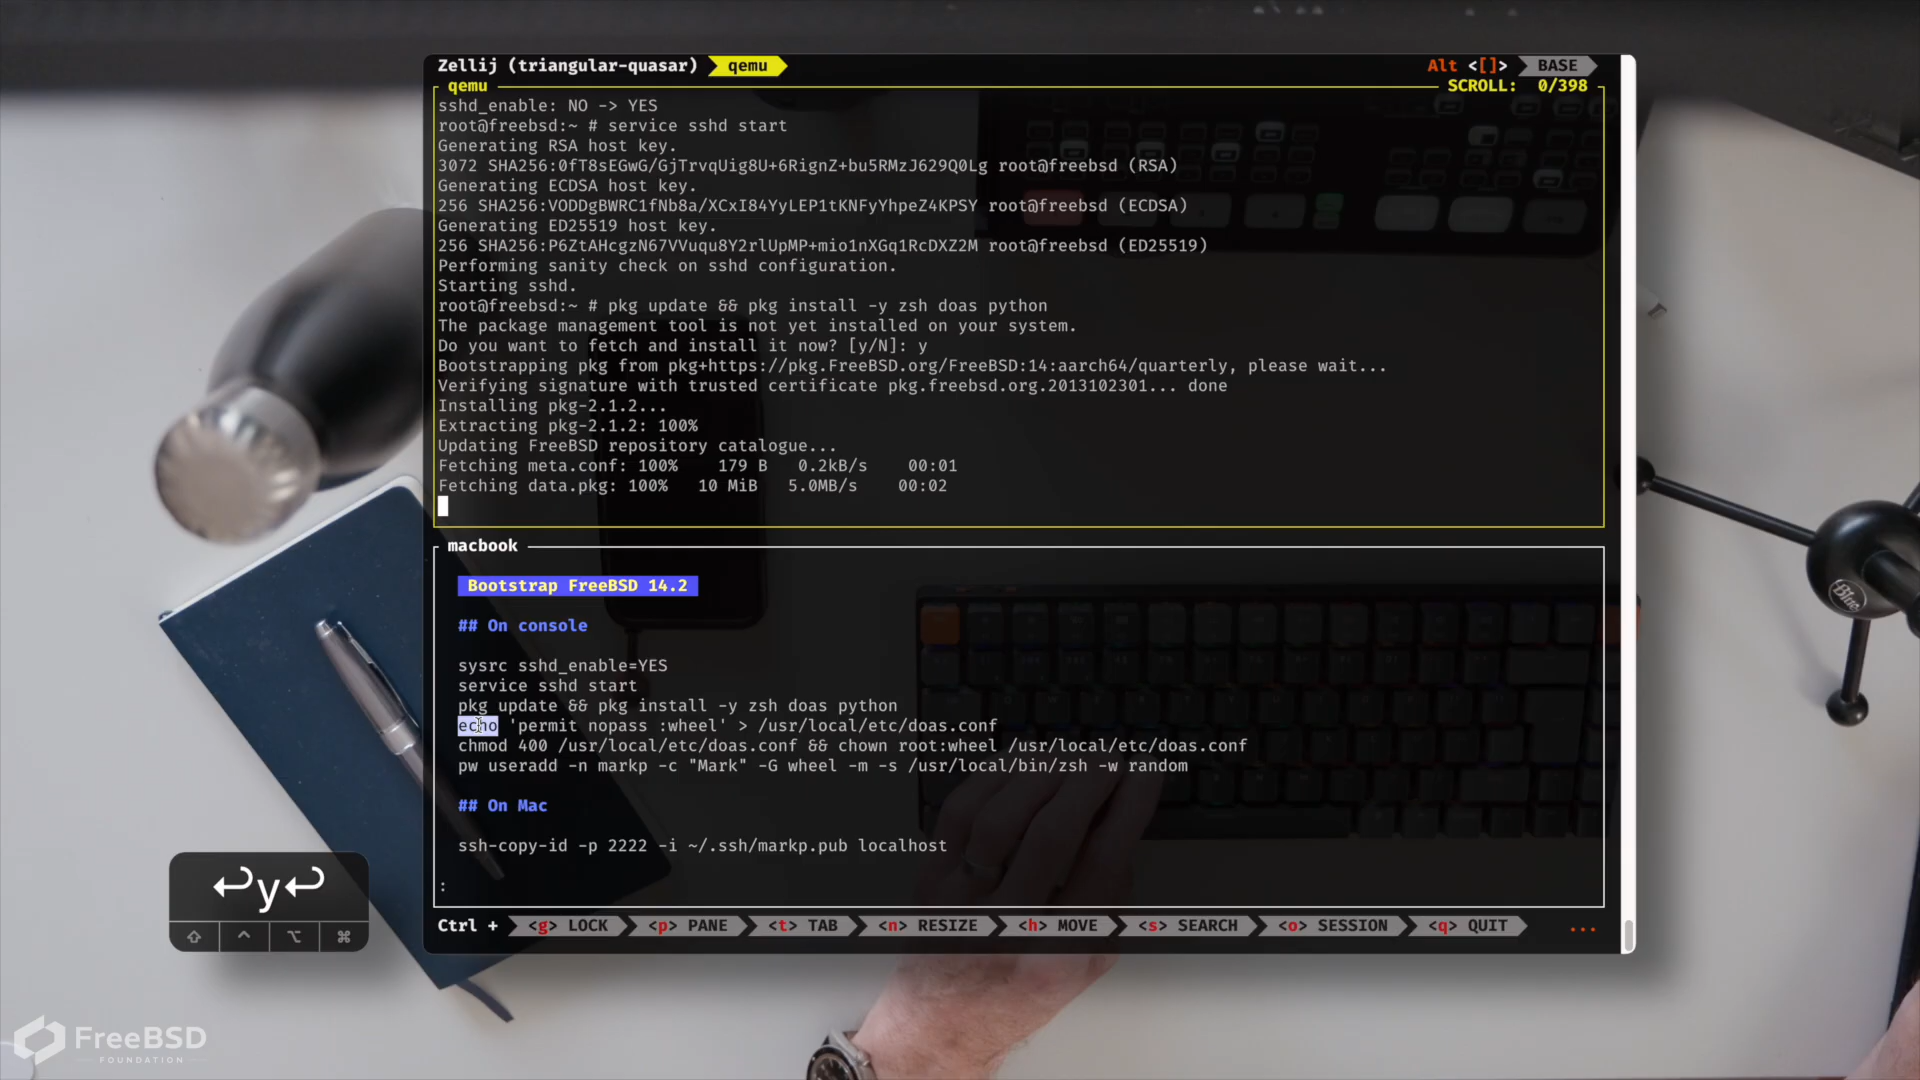 Zellij (triangular-quasar) qemu Alt <[]> BASE
qemu SCROLL: 0/398
sshd_enable: NO -> YES
root@freebsd:~ # service sshd start
Generating RSA host key.
3072 SHA256:0fT8sEGwG/GjTrvqUig8U+6RignZ+bu5RMzJ629Q0Lg root@freebsd (RSA)
Generating ECDSA host key.
256 SHA256:VODDgBWRC1fNb8a/XCxI84YyLEP1tKNFyYhpeZ4KPSY root@freebsd (ECDSA)
Generating ED25519 host key.
256 SHA256:P6ZtAHcgzN67VVuqu8Y2rlUpMP+mio1nXGq1RcDXZ2M root@freebsd (ED25519)
Performing sanity check on sshd configuration.
Starting sshd.
root@freebsd:~ # pkg update && pkg install -y zsh doas python
The package management tool is not yet installed on your system.
Do you want to fetch and install it now? [y/N]: y
Bootstrapping pkg from pkg+https://pkg.FreeBSD.org/FreeBSD:14:aarch64/quarterly, please wait...
Verifying signature with trusted certificate pkg.freebsd.org.2013102301... done
Installing pkg-2.1.2...
Extracting pkg-2.1.2: 100%
Updating FreeBSD repository catalogue...
Fetching meta.conf: 100% 179 B 0.2kB/s 00:01
Fetching data.pkg: 100% 10 MiB 5.0MB/s 00:02
macbook
Bootstrap FreeBSD 14.2
## On console
sysrc sshd_enable=YES
service sshd start
pkg update && pkg install -y zsh doas python
echo 'permit nopass :wheel' > /usr/local/etc/doas.conf
chmod 400 /usr/local/etc/doas.conf && chown root:wheel /usr/local/etc/doas.conf
pw useradd -n markp -c "Mark" -G wheel -m -s /usr/local/bin/zsh -w random
## On Mac
ssh-copy-id -p 2222 -i ~/.ssh/markp.pub localhost
:
Ctrl + <g> LOCK <p> PANE <t> TAB <n> RESIZE <h> MOVE <s> SEARCH <o> SESSION <q> QUIT ...
↩y↩
⇧ ^ ⌥ ⌘
Blue
FreeBSD
FOUNDATION